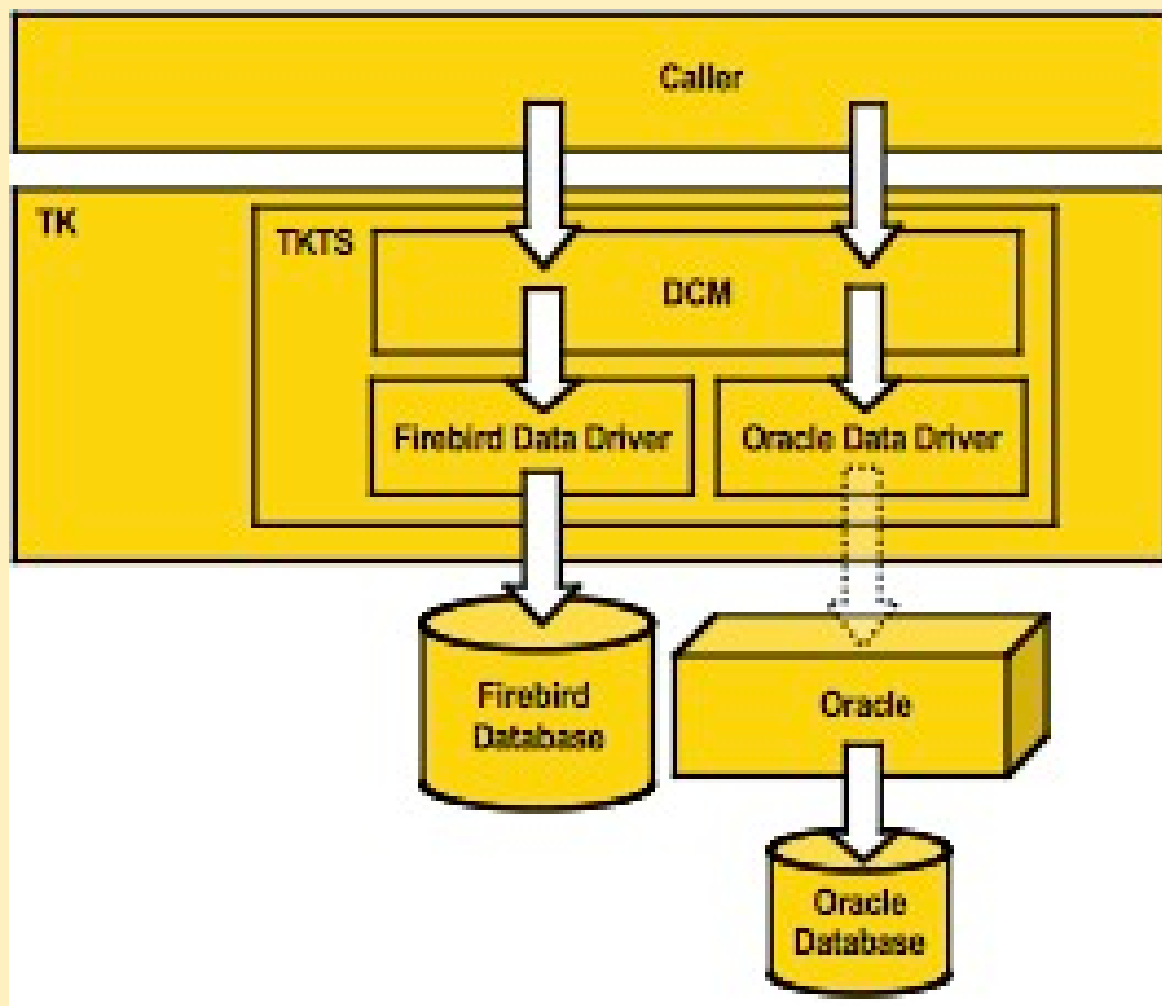 Caller
TK
TKTS
DCM
Firebird Data Driver
Oracle Data Driver
Firebird
Database
Oracle
Oracle
Database